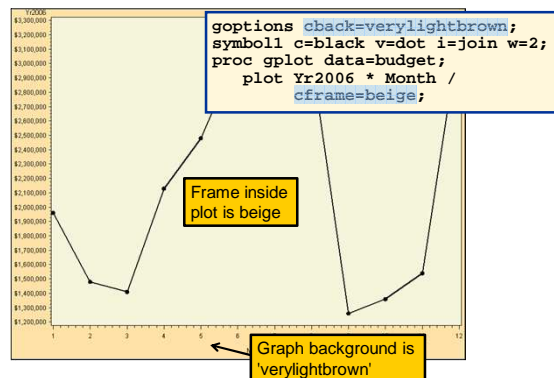 Yr2006
$3,300,000
$3,200,000
$3,100,000
$3,000,000
$2,900,000
$2,800,000
$2,700,000
$2,600,000
$2,500,000
$2,400,000
$2,300,000
$2,200,000
$2,100,000
$2,000,000
$1,900,000
$1,800,000
$1,700,000
$1,600,000
$1,500,000
$1,400,000
$1,300,000
$1,200,000
1 2 3 4 5 6 12
goptions cback=verylightbrown;
symbol1 c=black v=dot i=join w=2;
proc gplot data=budget;
plot Yr2006 * Month /
cframe=beige;
Frame inside
plot is beige
Graph background is
'verylightbrown'